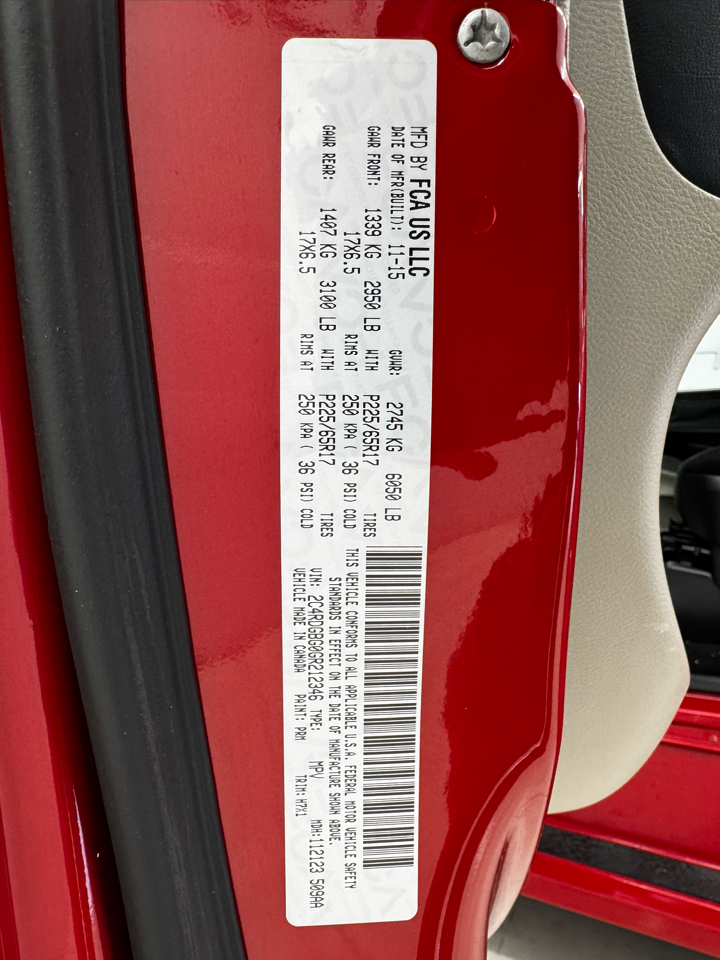 MFD BY FCA US LLC
DATE OF MFR(BUILT): 11-15 GVWR: 2745 KG 6050 LB
GAWR FRONT: 1339 KG 2950 LB WITH P225/65R17 TIRES
17X6.5 RIMS AT 250 KPA ( 36 PSI) COLD
GAWR REAR: 1407 KG 3100 LB WITH P225/65R17 TIRES
17X6.5 RIMS AT 250 KPA ( 36 PSI) COLD
THIS VEHICLE CONFORMS TO ALL APPLICABLE U.S.A. FEDERAL MOTOR VEHICLE SAFETY
STANDARDS IN EFFECT ON THE DATE OF MANUFACTURE SHOWN ABOVE.
VIN: 2C4RDGBG0GR212346 TYPE: MPV MDH: 112123 509AA
VEHICLE MADE IN CANADA PAINT: PRM TRIM: H7X1